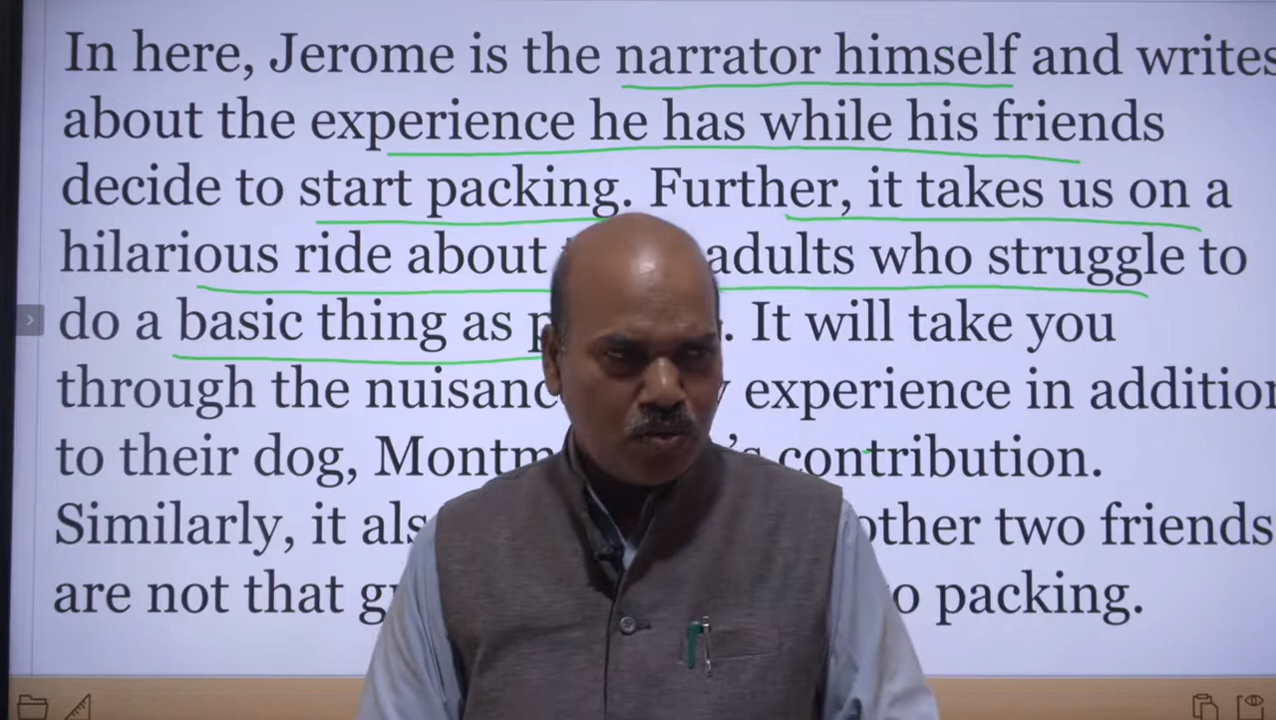 In here, Jerome is the narrator himself and writes
about the experience he has while his friends
decide to start packing. Further, it takes us on a
hilarious ride about adults who struggle to
do a basic thing as . It will take you
through the experience in addition
to their dog, contribution.
Similarly, it other two friends
are not that packing.